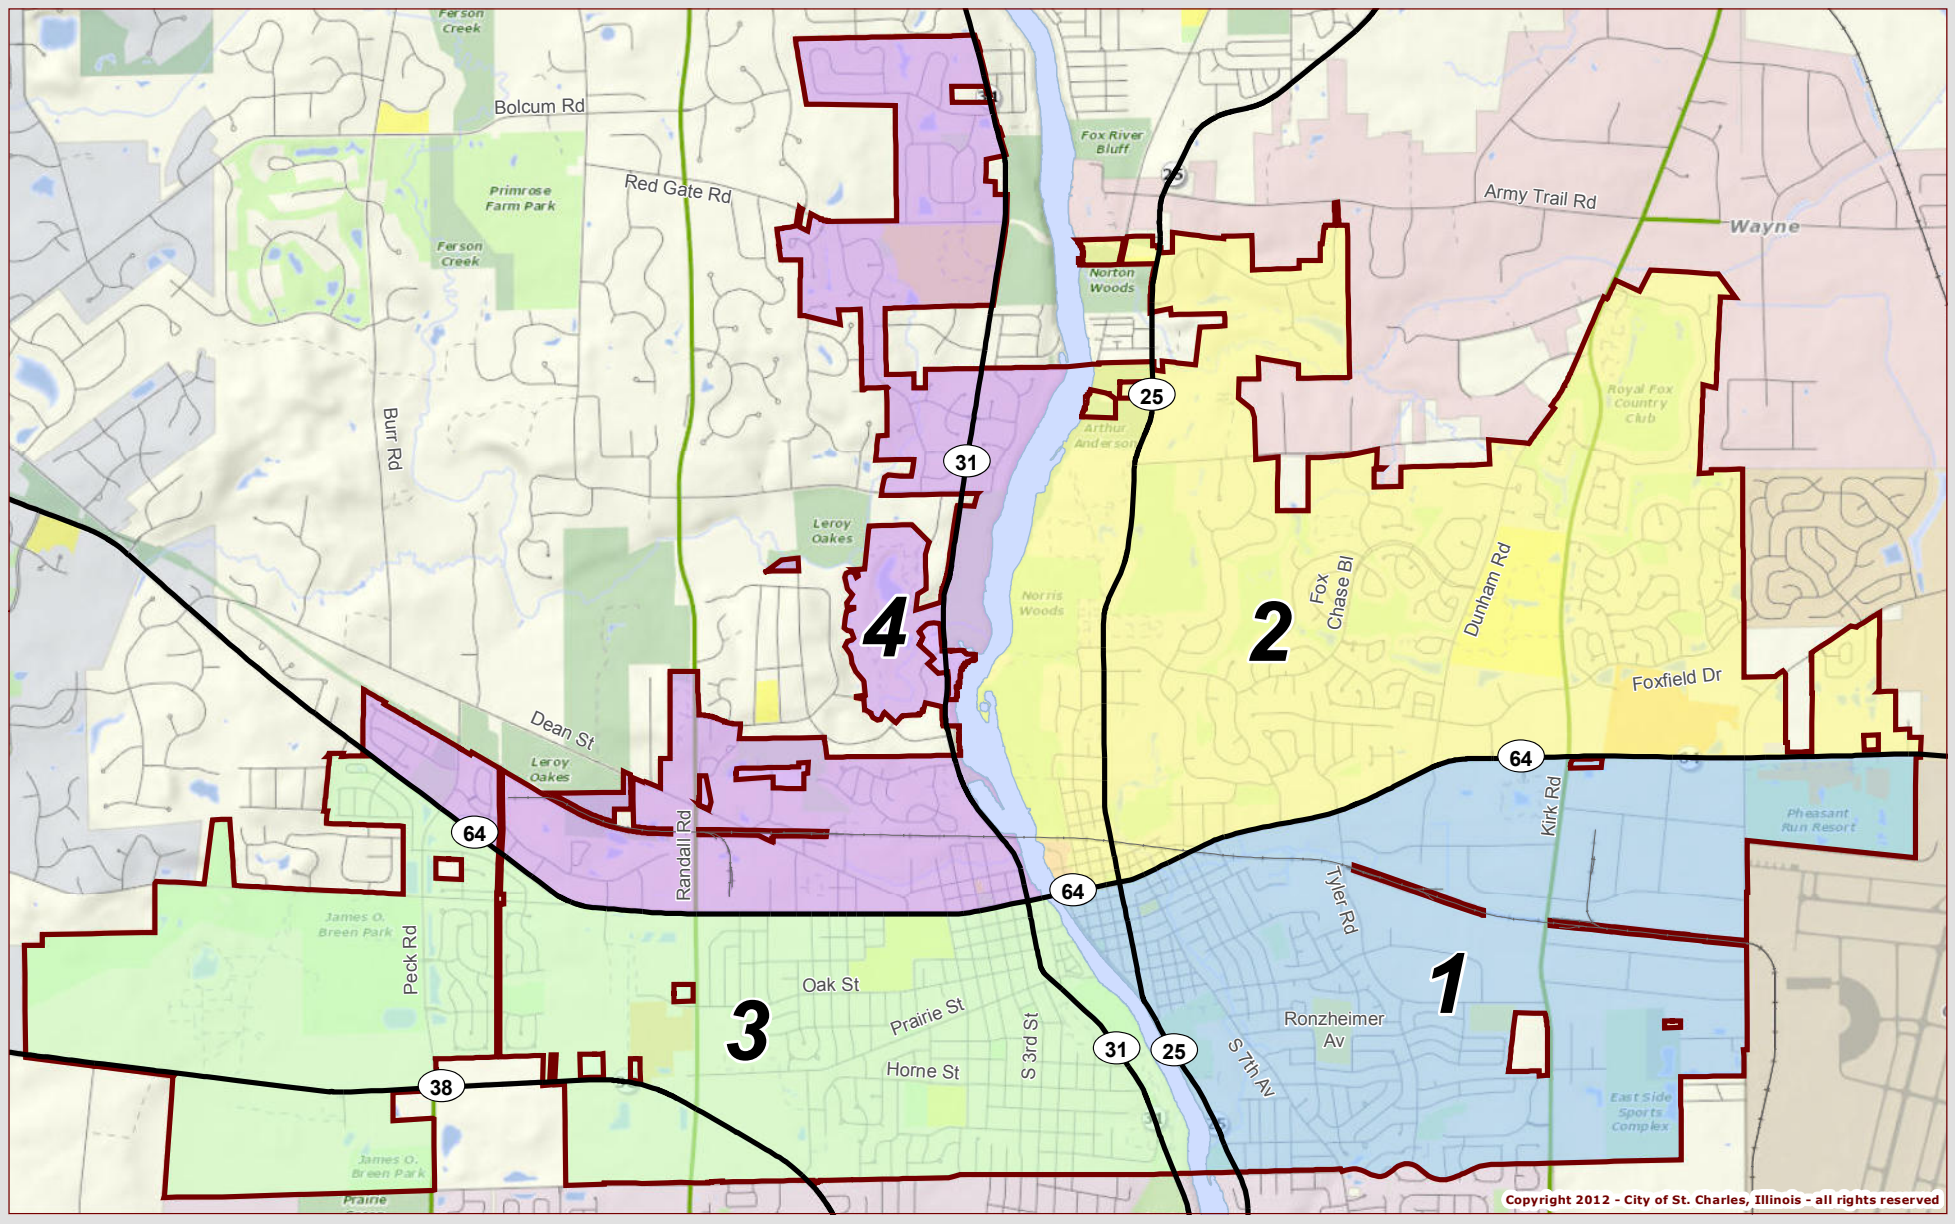 Ferson
Creek
Bolcum Rd
31
Fox River
Bluff
25
Primrose
Farm Park
Red Gate Rd
Army Trail Rd
Wayne
Ferson
Creek
Norton
Woods
25
Royal Fox
Country
Club
Burr Rd
Arthur
Anderson
31
Leroy
Oakes
Fox
Chase Bl
Dunham Rd
Norris
Woods
4
2
Foxfield Dr
Dean St
Leroy
Oakes
64
64
Kirk Rd
Pheasant
Run Resort
64
Randall Rd
64
Tyler Rd
James O.
Breen Park
Peck Rd
Oak St
Prairie St
3
1
S 3rd St
Ronzheimer
Av
31
25
S 7th Av
Horne St
38
31
25
East Side
Sports
Complex
James O.
Breen Park
Prairie
Copyright 2012 - City of St. Charles, Illinois - all rights reserved